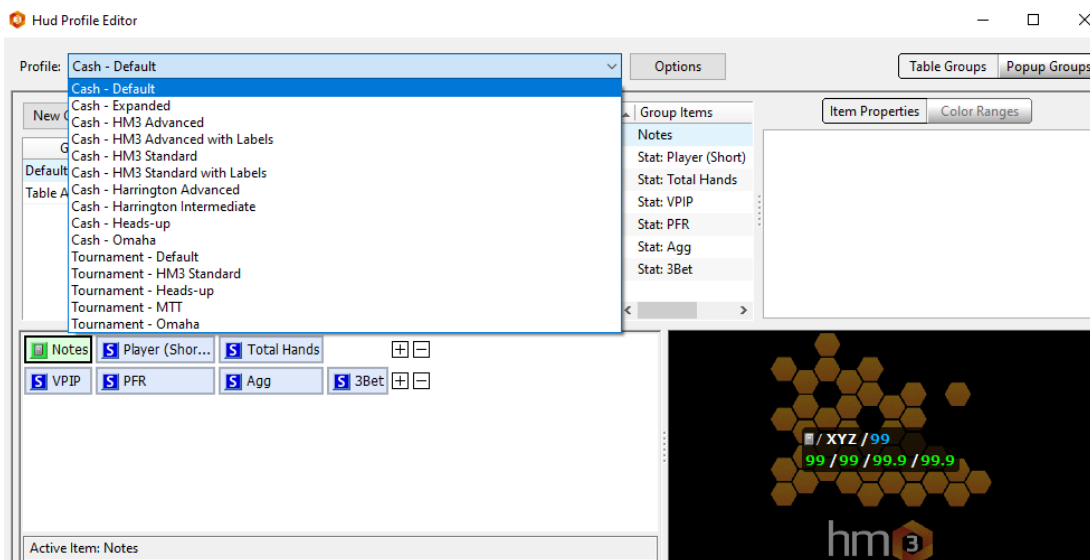 Hud Profile Editor
Profile: Cash - Default Options Table Groups Popup Groups
Cash - Default
Cash - Expanded
Cash - HM3 Advanced
Cash - HM3 Advanced with Labels
Cash - HM3 Standard
Cash - HM3 Standard with Labels
Cash - Harrington Advanced
Cash - Harrington Intermediate
Cash - Heads-up
Cash - Omaha
Tournament - Default
Tournament - HM3 Standard
Tournament - Heads-up
Tournament - MTT
Tournament - Omaha
New
Default
Table A
Group Items
Notes
Stat: Player (Short)
Stat: Total Hands
Stat: VPIP
Stat: PFR
Stat: Agg
Stat: 3Bet
Item Properties Color Ranges
Notes S Player (Shor... S Total Hands
S VPIP S PFR S Agg S 3Bet
/ XYZ / 99
99 / 99 / 99.9 / 99.9
hm 3
Active Item: Notes